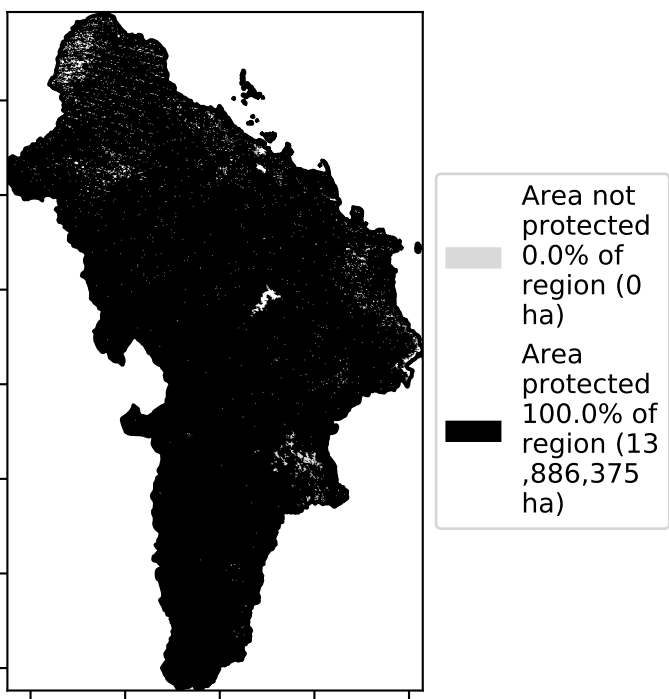 Area not
protected
0.0% of
region (0
ha)
Area
protected
100.0% of
region (13
,886,375
ha)